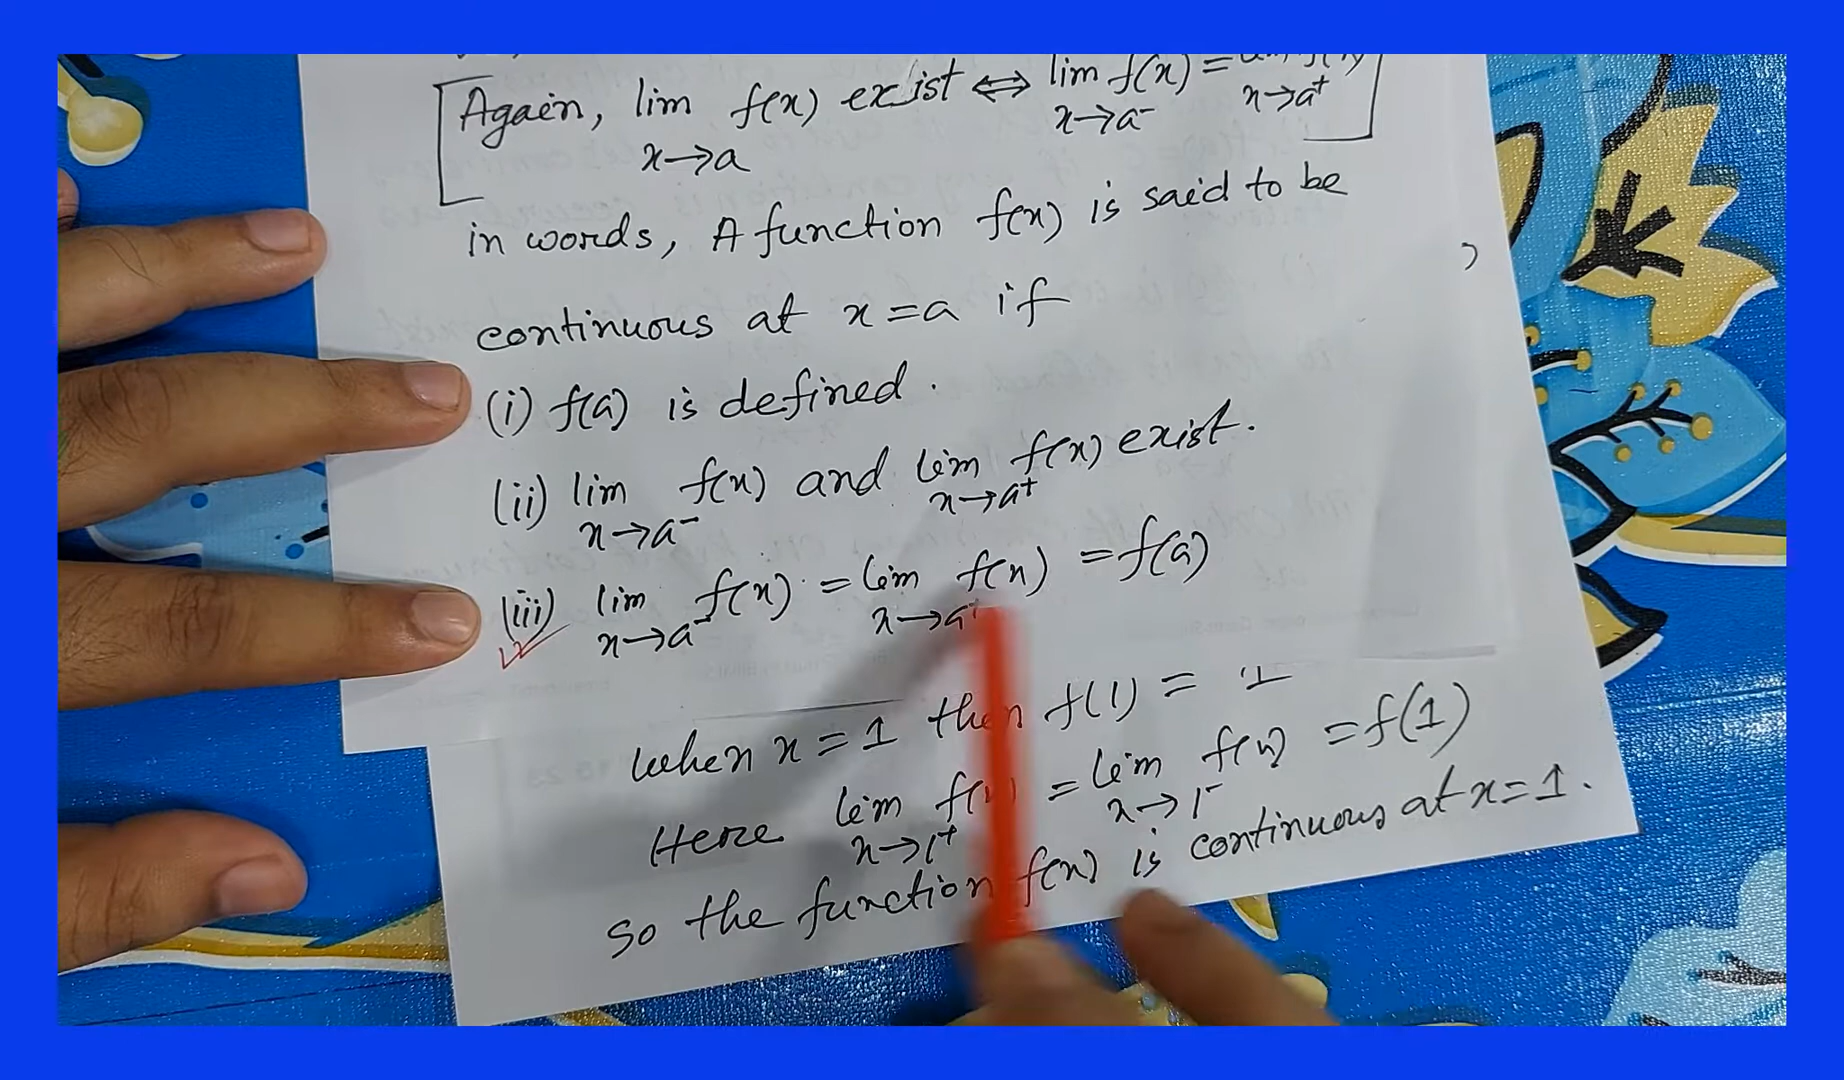 [Again, lim f(x) exist ⇔ lim f(x) = lim f(x)]
x→a x→a⁻ x→a⁺
in words, A function f(x) is said to be
continuous at x=a if
(i) f(a) is defined.
(ii) lim f(x) and lim f(x) exist.
x→a⁻ x→a⁺
(iii) lim f(x) = lim f(x) = f(a)
x→a⁻ x→a⁺
When x=1 then f(1) = 1
Here lim f(x) = lim f(x) = f(1)
x→1⁺ x→1⁻
So the function f(x) is continuous at x=1.